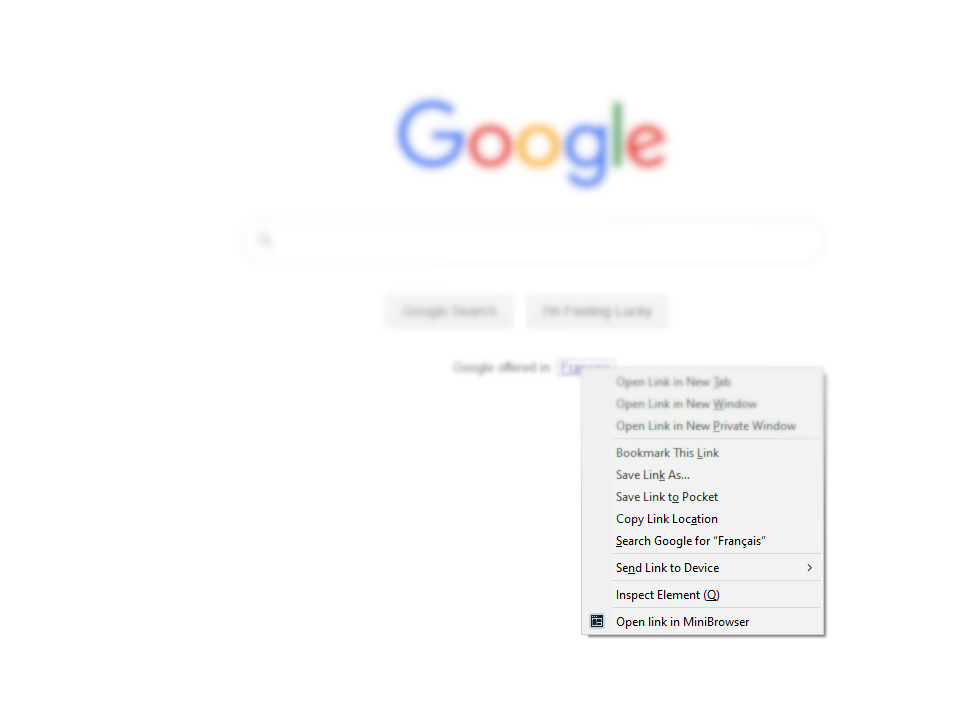 Google
Google Search
I'm Feeling Lucky
Google offered in: Français
Open Link in New Tab
Open Link in New Window
Open Link in New Private Window
Bookmark This Link
Save Link As...
Save Link to Pocket
Copy Link Location
Search Google for “Français”
Send Link to Device
Inspect Element (Q)
Open link in MiniBrowser